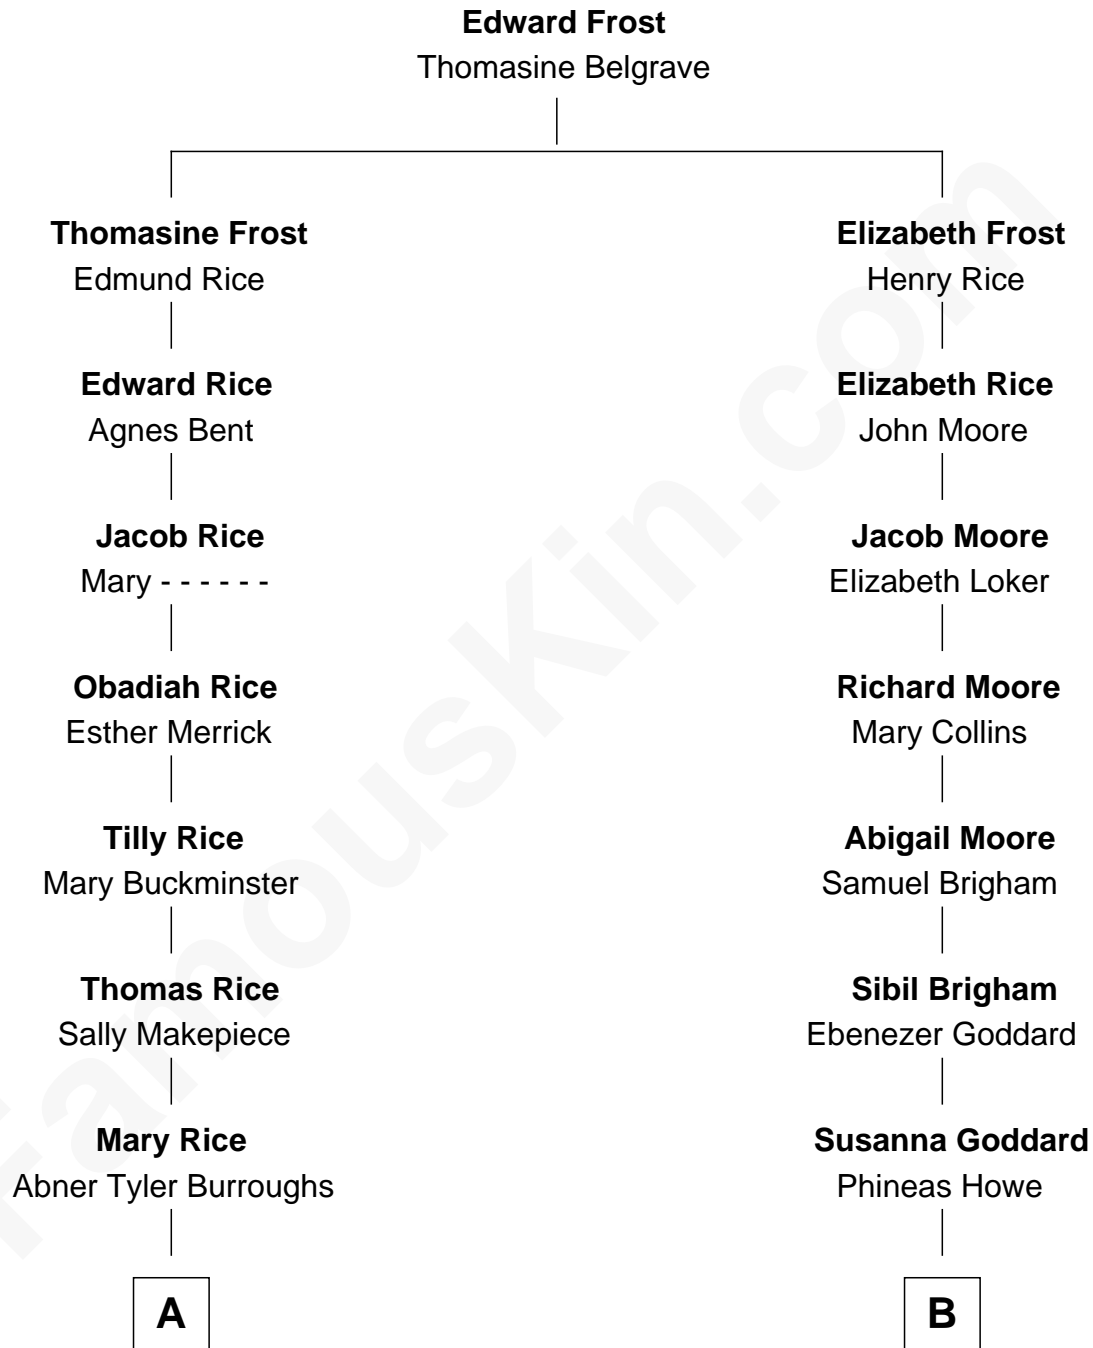 Edward Frost
Thomasine Belgrave
Thomasine Frost
Edmund Rice
Elizabeth Frost
Henry Rice
Edward Rice
Agnes Bent
Elizabeth Rice
John Moore
Jacob Rice
Mary - - - - - -
Jacob Moore
Elizabeth Loker
Obadiah Rice
Esther Merrick
Richard Moore
Mary Collins
Tilly Rice
Mary Buckminster
Abigail Moore
Samuel Brigham
Thomas Rice
Sally Makepiece
Sibil Brigham
Ebenezer Goddard
Mary Rice
Abner Tyler Burroughs
Susanna Goddard
Phineas Howe
A
B
FamousKin.com